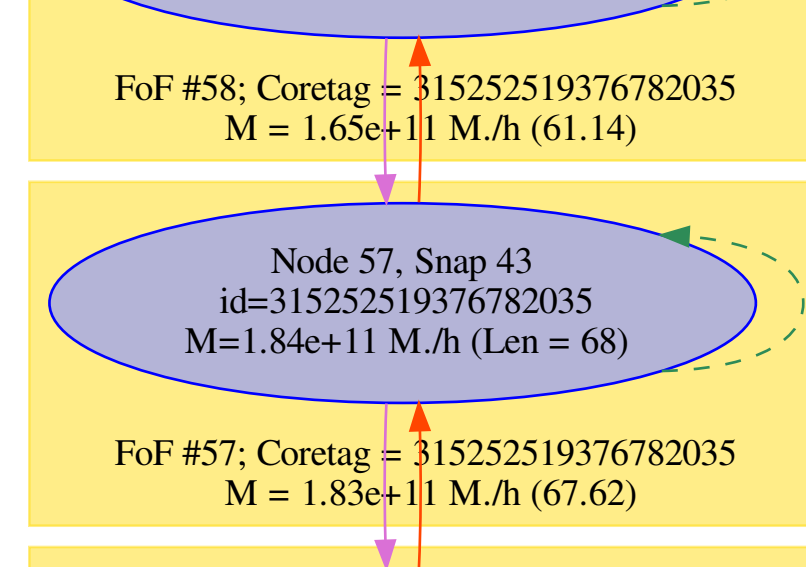 FoF #58; Coretag = 315252519376782035
M = 1.65e+11 M./h (61.14)
Node 57, Snap 43
id=315252519376782035
M=1.84e+11 M./h (Len = 68)
FoF #57; Coretag = 315252519376782035
M = 1.83e+11 M./h (67.62)